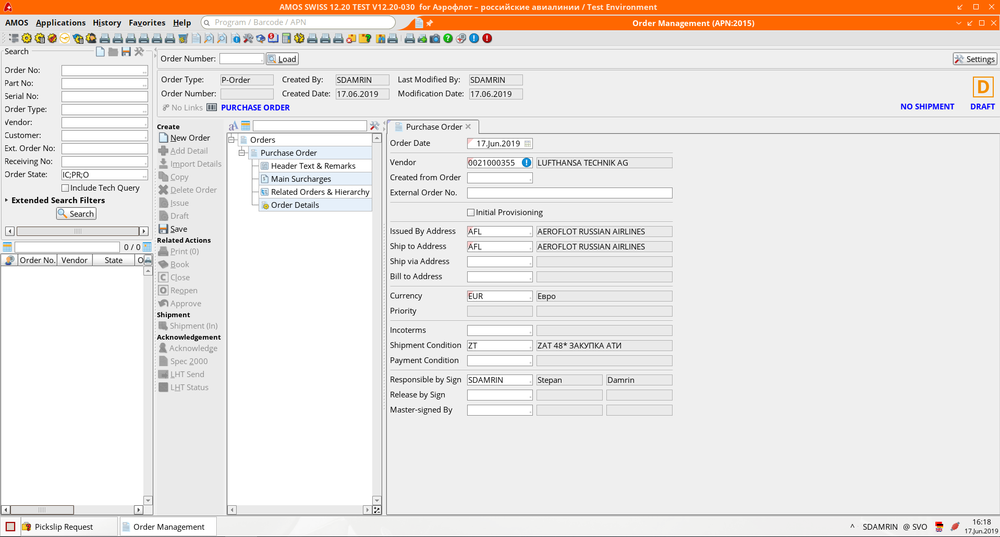 AMOS SWISS 12.20 TEST V12.20-030  for Аэрофлот – российские авиалинии / Test Environment
AMOS Applications History Favorites Help Program / Barcode / APN
Order Management (APN:2015)
Search
Order No:
Part No:
Serial No:
Order Type:
Vendor:
Customer:
Ext. Order No:
Receiving No:
Order State: IC;PR;O
Include Tech Query
Extended Search Filters
Search
0 / 0
Order No. Vendor State O
Order Number: Load Settings
Order Type: P-Order Created By: SDAMRIN Last Modified By: SDAMRIN
Order Number: Created Date: 17.06.2019 Modification Date: 17.06.2019
No Links PURCHASE ORDER
D
NO SHIPMENT DRAFT
Create
New Order
Add Detail
Import Details
Copy
Delete Order
Issue
Draft
Save
Related Actions
Print (0)
Book
C Close
O Reopen
Approve
Shipment
Shipment (In)
Acknowledgement
Acknowledge
Spec 2000
LHT Send
LHT Status
Orders
Purchase Order
Header Text & Remarks
Main Surcharges
Related Orders & Hierarchy
Order Details
Purchase Order
Order Date 17.Jun.2019
Vendor 0021000355 LUFTHANSA TECHNIK AG
Created from Order
External Order No.
Initial Provisioning
Issued By Address AFL AEROFLOT RUSSIAN AIRLINES
Ship to Address AFL AEROFLOT RUSSIAN AIRLINES
Ship via Address
Bill to Address
Currency EUR Евро
Priority
Incoterms
Shipment Condition ZT ZAT 48* ЗАКУПКА АТИ
Payment Condition
Responsible by Sign SDAMRIN Stepan Damrin
Release by Sign
Master-signed By
Pickslip Request Order Management
^ SDAMRIN @ SVO
16:18
17.Jun.2019